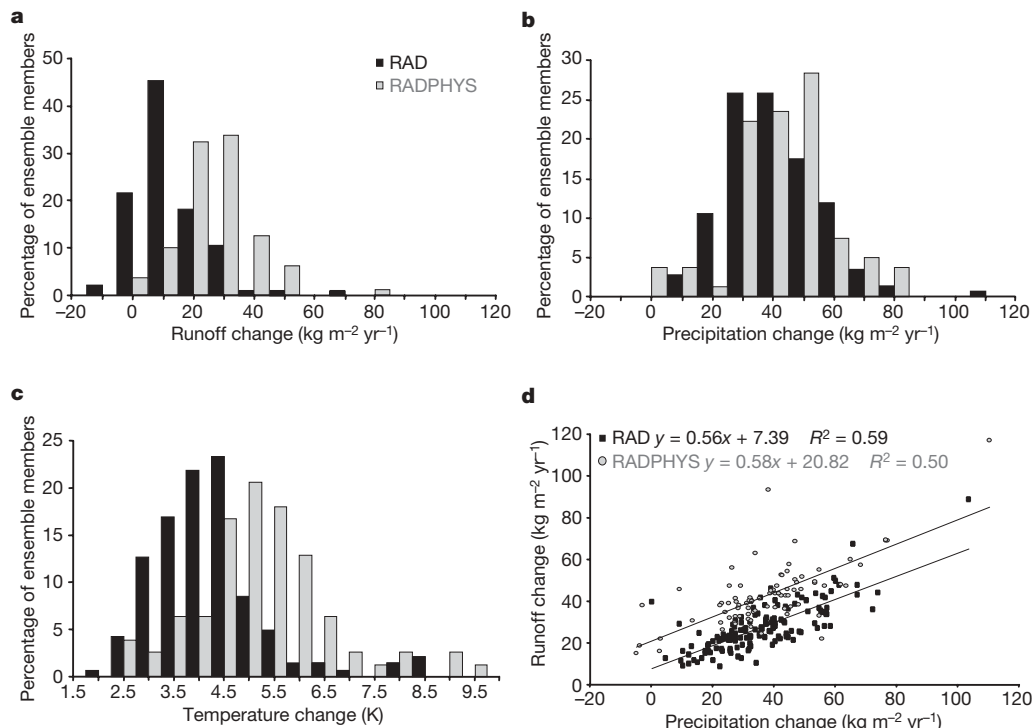 a
Percentage of ensemble members
50
40
30
20
10
0
–20 0 20 40 60 80 100 120
Runoff change (kg m–2 yr–1)
RAD
RADPHYS
b
Percentage of ensemble members
30
25
20
15
10
5
0
–20 0 20 40 60 80 100 120
Precipitation change (kg m–2 yr–1)
c
Percentage of ensemble members
25
20
15
10
5
0
1.5 2.5 3.5 4.5 5.5 6.5 7.5 8.5 9.5
Temperature change (K)
d
Runoff change (kg m–2 yr–1)
120
100
80
60
40
20
0
–20 0 20 40 60 80 100 120
Precipitation change (kg m–2 yr–1)
RAD y = 0.56x + 7.39 R2 = 0.59
RADPHYS y = 0.58x + 20.82 R2 = 0.50